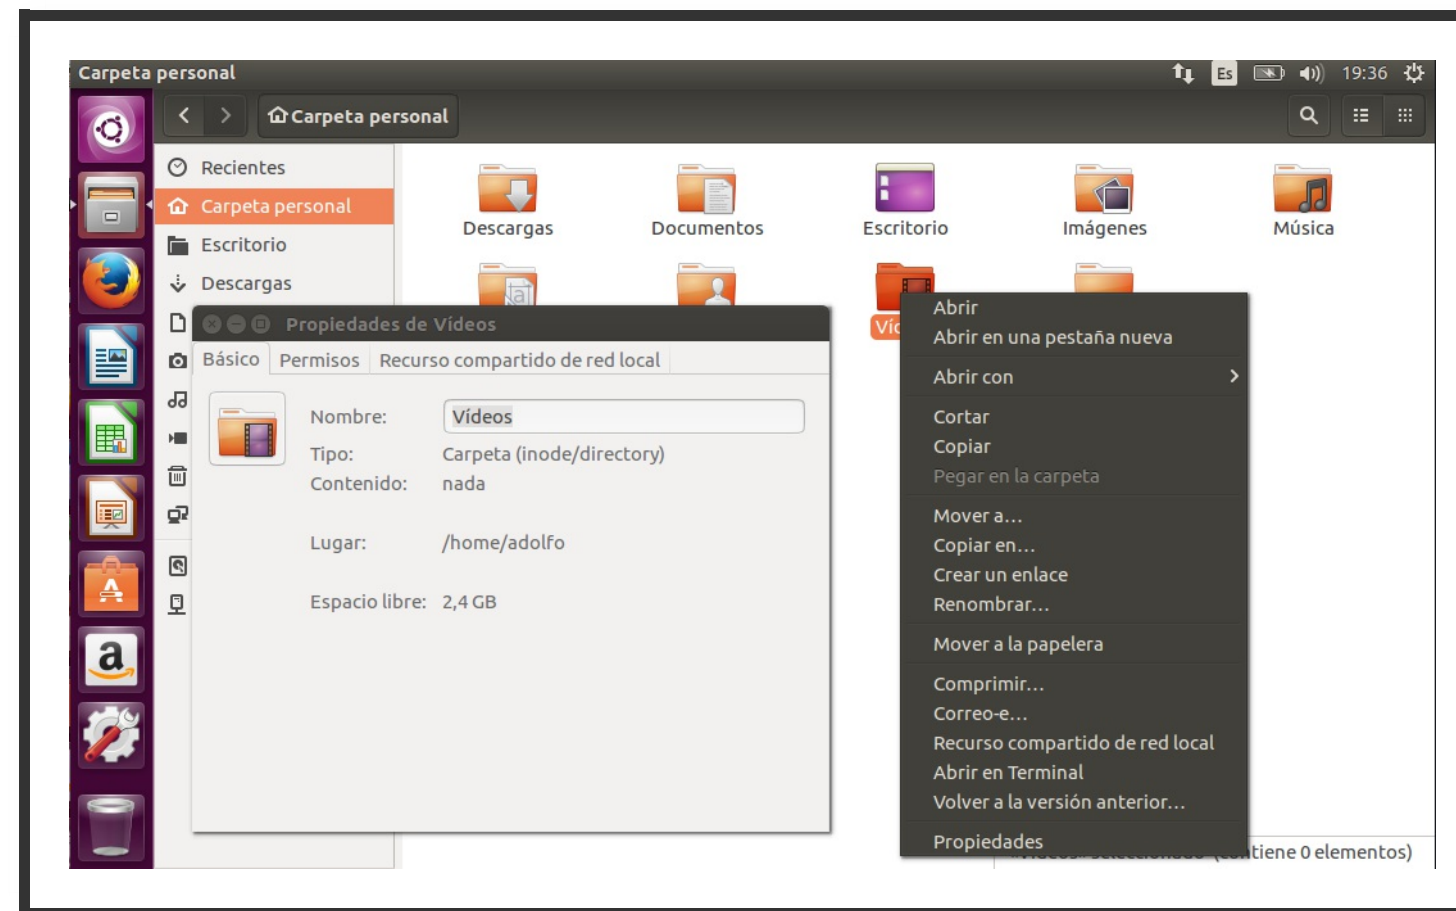 Carpeta personal
Es
19:36
Carpeta personal
Recientes
Carpeta personal
Escritorio
Descargas
Descargas
Documentos
Escritorio
Imágenes
Música
Propiedades de Vídeos
Básico Permisos Recurso compartido de red local
Nombre: Vídeos
Tipo: Carpeta (inode/directory)
Contenido: nada
Lugar: /home/adolfo
Espacio libre: 2,4 GB
Abrir
Abrir en una pestaña nueva
Abrir con
Cortar
Copiar
Pegar en la carpeta
Mover a...
Copiar en...
Crear un enlace
Renombrar...
Mover a la papelera
Comprimir...
Correo-e...
Recurso compartido de red local
Abrir en Terminal
Volver a la versión anterior...
Propiedades
0 elementos)